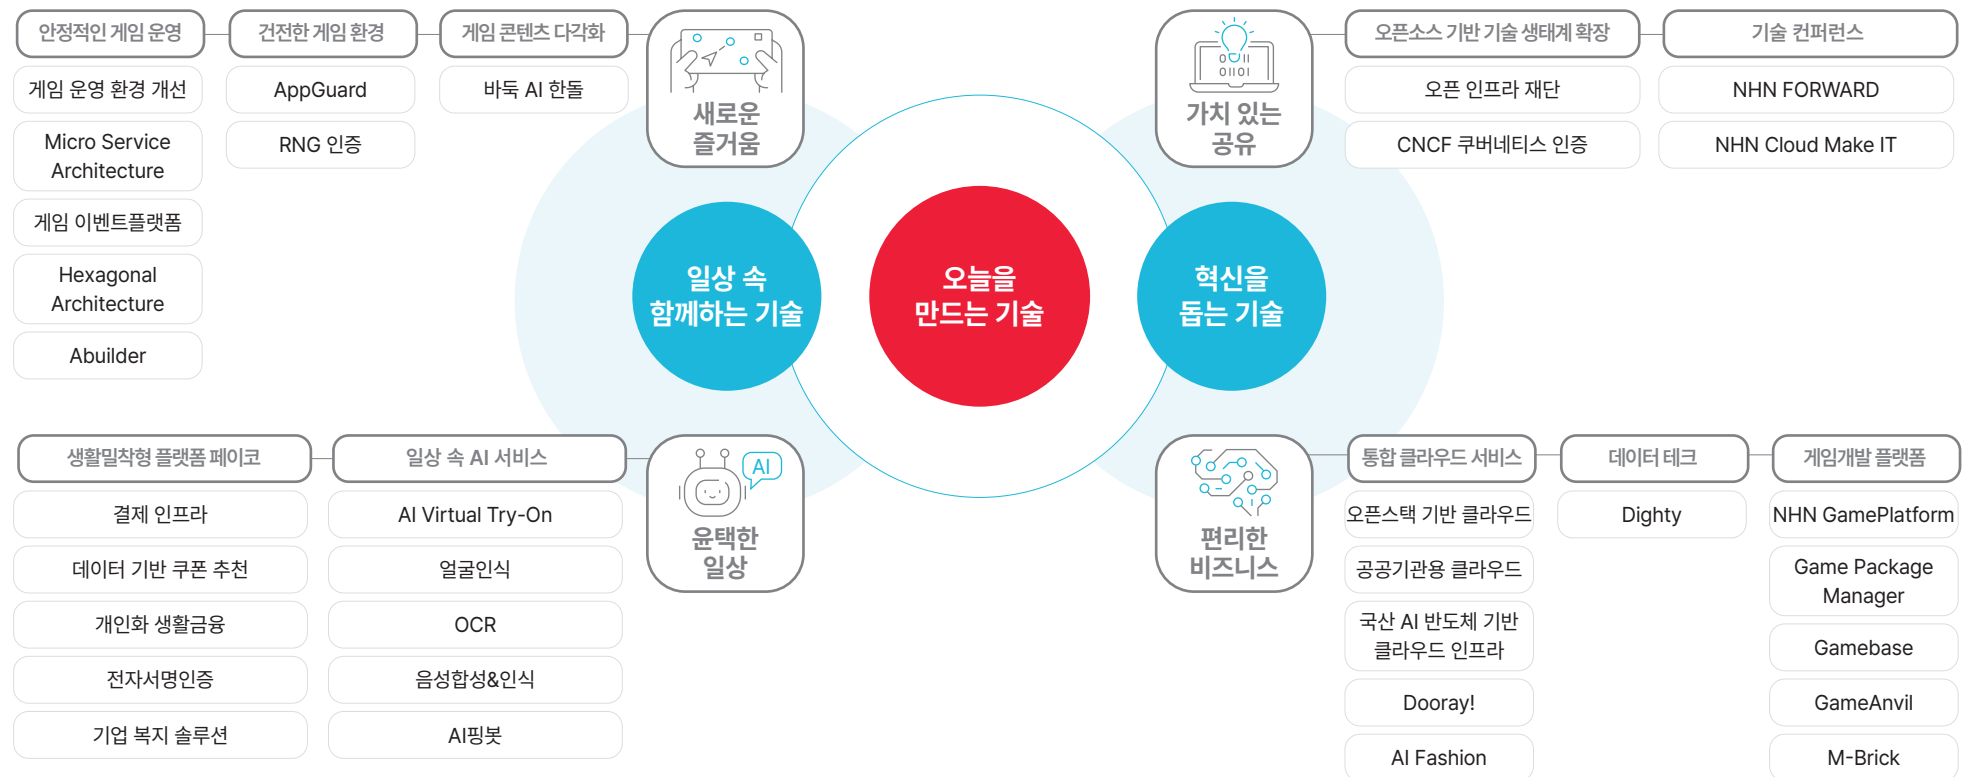 안정적인 게임 운영
게임 운영 환경 개선
Micro Service
Architecture
게임 이벤트플랫폼
Hexagonal
Architecture
Abuilder
건전한 게임 환경
AppGuard
RNG 인증
게임 콘텐츠 다각화
바둑 AI 한돌
새로운
즐거움
가치 있는
공유
01011
01101
오픈소스 기반 기술 생태계 확장
오픈 인프라 재단
CNCF 쿠버네티스 인증
기술 컨퍼런스
NHN FORWARD
NHN Cloud Make IT
일상 속
함께하는 기술
오늘을
만드는 기술
혁신을
돕는 기술
생활밀착형 플랫폼 페이코
결제 인프라
데이터 기반 쿠폰 추천
개인화 생활금융
전자서명인증
기업 복지 솔루션
일상 속 AI 서비스
AI Virtual Try-On
얼굴인식
OCR
음성합성&인식
AI핑봇
AI
윤택한
일상
편리한
비즈니스
통합 클라우드 서비스
오픈스택 기반 클라우드
공공기관용 클라우드
국산 AI 반도체 기반
클라우드 인프라
Dooray!
AI Fashion
데이터 테크
Dighty
게임개발 플랫폼
NHN GamePlatform
Game Package
Manager
Gamebase
GameAnvil
M-Brick